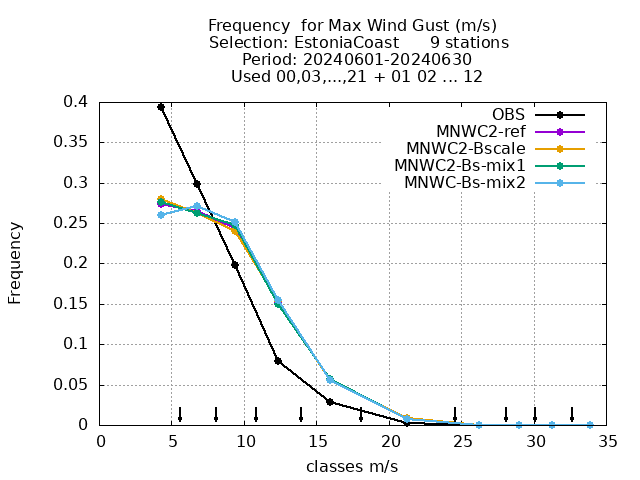 Frequency  for Max Wind Gust (m/s)
Selection: EstoniaCoast      9 stations
Period: 20240601-20240630
Used 00,03,...,21 + 01 02 ... 12
OBS
MNWC2-ref
MNWC2-Bscale
MNWC2-Bs-mix1
MNWC-Bs-mix2
0.4
0.35
0.3
0.25
0.2
0.15
0.1
0.05
0
Frequency
0 5 10 15 20 25 30 35
classes m/s